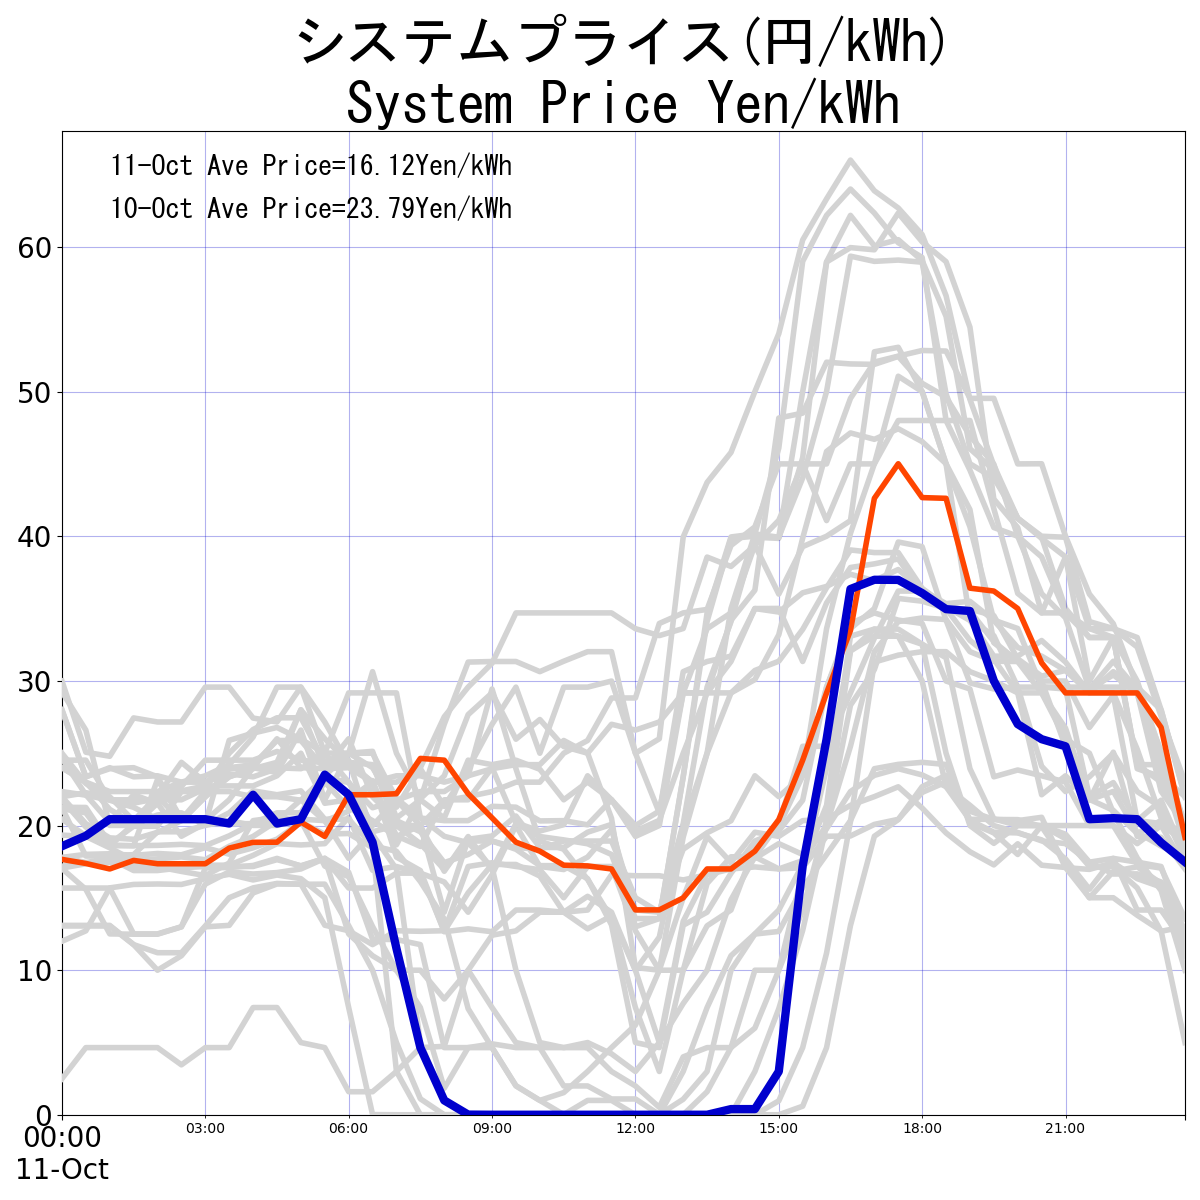 システムプライス(円/kWh)
System Price Yen/kWh
11-Oct Ave Price=16.12Yen/kWh
10-Oct Ave Price=23.79Yen/kWh
60
50
40
30
20
10
0
00:00 03:00 06:00 09:00 12:00 15:00 18:00 21:00
11-Oct